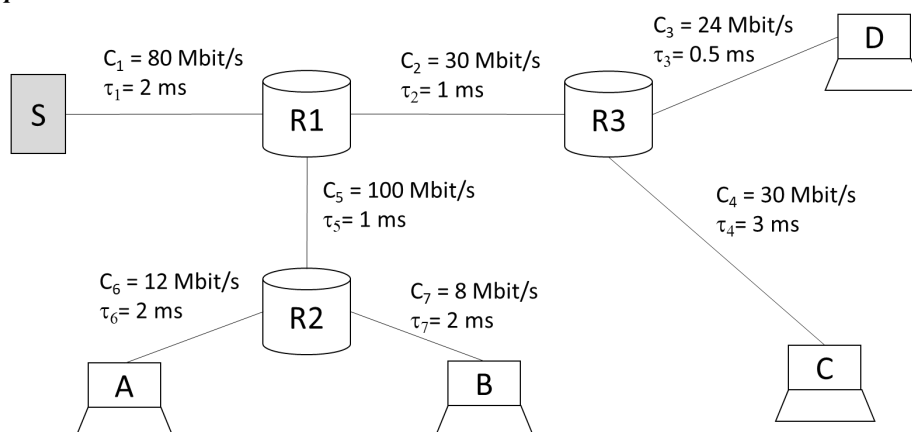 C₃ = 24 Mbit/s
τ₃= 0.5 ms
D
C₁ = 80 Mbit/s
τ₁= 2 ms
C₂ = 30 Mbit/s
τ₂= 1 ms
S
R1
R3
C₅ = 100 Mbit/s
τ₅= 1 ms
C₄ = 30 Mbit/s
τ₄= 3 ms
C₆ = 12 Mbit/s
τ₆= 2 ms
R2
C₇ = 8 Mbit/s
τ₇= 2 ms
A
B
C